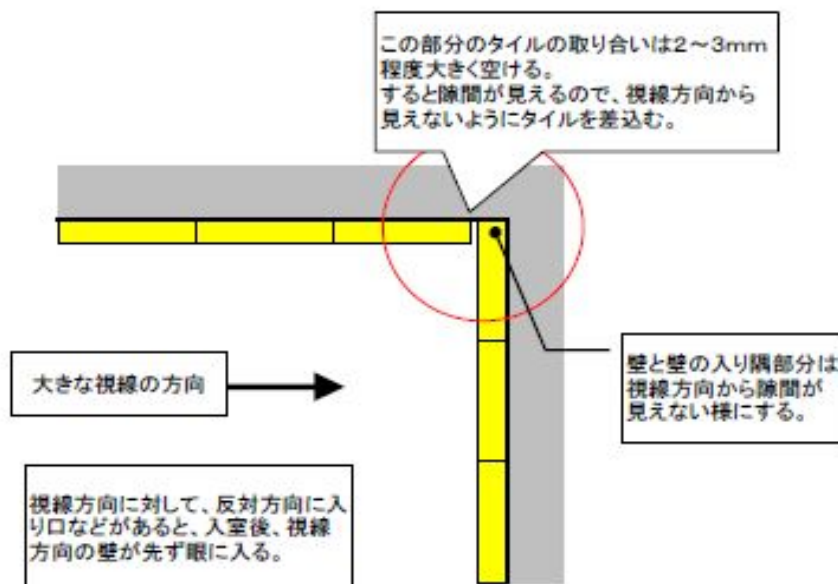 この部分のタイルの取り合いは2～3mm
程度大きく空ける。
すると隙間が見えるので、視線方向から
見えないようにタイルを差込む。
大きな視線の方向
壁と壁の入り隅部分は
視線方向から隙間が
見えない様にする。
視線方向に対して、反対方向に入
り口などがあると、入室後、視線
方向の壁が先ず眼に入る。